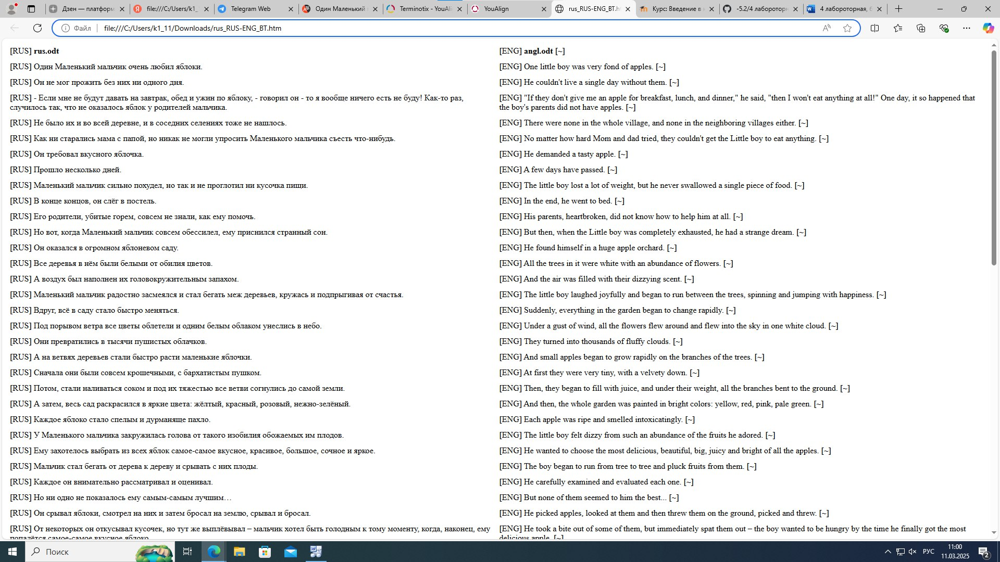 Дзен — платформ
file:///C:/Users/k1_
Telegram Web
Один Маленький
Terminotix - YouAli
YouAlign
rus_RUS-ENG_BT.h
Курс: Введение в
-5.2/4 лабороторн
4 лабороторная,
Файл
file:///C:/Users/k1_11/Downloads/rus_RUS-ENG_BT.htm
[RUS] rus.odt
[ENG] angl.odt [~]
[RUS] Один Маленький мальчик очень любил яблоки.
[ENG] One little boy was very fond of apples. [~]
[RUS] Он не мог прожить без них ни одного дня.
[ENG] He couldn't live a single day without them. [~]
[RUS] - Если мне не будут давать на завтрак, обед и ужин по яблоку, - говорил он - то я вообще ничего есть не буду! Как-то раз,
случилось так, что не оказалось яблок у родителей мальчика.
[ENG] "If they don't give me an apple for breakfast, lunch, and dinner," he said, "then I won't eat anything at all!" One day, it so happened that
the boy's parents did not have apples. [~]
[RUS] Не было их и во всей деревне, и в соседних селениях тоже не нашлось.
[ENG] There were none in the whole village, and none in the neighboring villages either. [~]
[RUS] Как ни старались мама с папой, но никак не могли упросить Маленького мальчика съесть что-нибудь.
[ENG] No matter how hard Mom and dad tried, they couldn't get the Little boy to eat anything. [~]
[RUS] Он требовал вкусного яблочка.
[ENG] He demanded a tasty apple. [~]
[RUS] Прошло несколько дней.
[ENG] A few days have passed. [~]
[RUS] Маленький мальчик сильно похудел, но так и не проглотил ни кусочка пищи.
[ENG] The little boy lost a lot of weight, but he never swallowed a single piece of food. [~]
[RUS] В конце концов, он слёг в постель.
[ENG] In the end, he went to bed. [~]
[RUS] Его родители, убитые горем, совсем не знали, как ему помочь.
[ENG] His parents, heartbroken, did not know how to help him at all. [~]
[RUS] Но вот, когда Маленький мальчик совсем обессилел, ему приснился странный сон.
[ENG] But then, when the Little boy was completely exhausted, he had a strange dream. [~]
[RUS] Он оказался в огромном яблоневом саду.
[ENG] He found himself in a huge apple orchard. [~]
[RUS] Все деревья в нём были белыми от обилия цветов.
[ENG] All the trees in it were white with an abundance of flowers. [~]
[RUS] А воздух был наполнен их головокружительным запахом.
[ENG] And the air was filled with their dizzying scent. [~]
[RUS] Маленький мальчик радостно засмеялся и стал бегать меж деревьев, кружась и подпрыгивая от счастья.
[ENG] The little boy laughed joyfully and began to run between the trees, spinning and jumping with happiness. [~]
[RUS] Вдруг, всё в саду стало быстро меняться.
[ENG] Suddenly, everything in the garden began to change rapidly. [~]
[RUS] Под порывом ветра все цветы облетели и одним белым облаком унеслись в небо.
[ENG] Under a gust of wind, all the flowers flew around and flew into the sky in one white cloud. [~]
[RUS] Они превратились в тысячи пушистых облачков.
[ENG] They turned into thousands of fluffy clouds. [~]
[RUS] А на ветвях деревьев стали быстро расти маленькие яблочки.
[ENG] And small apples began to grow rapidly on the branches of the trees. [~]
[RUS] Сначала они были совсем крошечными, с бархатистым пушком.
[ENG] At first they were very tiny, with a velvety down. [~]
[RUS] Потом, стали наливаться соком и под их тяжестью все ветви согнулись до самой земли.
[ENG] Then, they began to fill with juice, and under their weight, all the branches bent to the ground. [~]
[RUS] А затем, весь сад раскрасился в яркие цвета: жёлтый, красный, розовый, нежно-зелёный.
[ENG] And then, the whole garden was painted in bright colors: yellow, red, pink, pale green. [~]
[RUS] Каждое яблоко стало спелым и дурманяще пахло.
[ENG] Each apple was ripe and smelled intoxicatingly. [~]
[RUS] У Маленького мальчика закружилась голова от такого изобилия обожаемых им плодов.
[ENG] The little boy felt dizzy from such an abundance of the fruits he adored. [~]
[RUS] Ему захотелось выбрать из всех яблок самое-самое вкусное, красивое, большое, сочное и яркое.
[ENG] He wanted to choose the most delicious, beautiful, big, juicy and bright of all the apples. [~]
[RUS] Мальчик стал бегать от дерева к дереву и срывать с них плоды.
[ENG] The boy began to run from tree to tree and pluck fruits from them. [~]
[RUS] Каждое он внимательно рассматривал и оценивал.
[ENG] He carefully examined and evaluated each one. [~]
[RUS] Но ни одно не показалось ему самым-самым лучшим…
[ENG] But none of them seemed to him the best... [~]
[RUS] Он срывал яблоки, смотрел на них и затем бросал на землю, срывал и бросал.
[ENG] He picked apples, looked at them and then threw them on the ground, picked and threw. [~]
[RUS] От некоторых он откусывал кусочек, но тут же выплёвывал – мальчик хотел быть голодным к тому моменту, когда, наконец, ему
попадётся самое-самое вкусное яблоко.
[ENG] He took a bite out of some of them, but immediately spat them out – the boy wanted to be hungry by the time he finally got the most
delicious apple. [~]
Поиск
РУС
11:00
11.03.2025
2